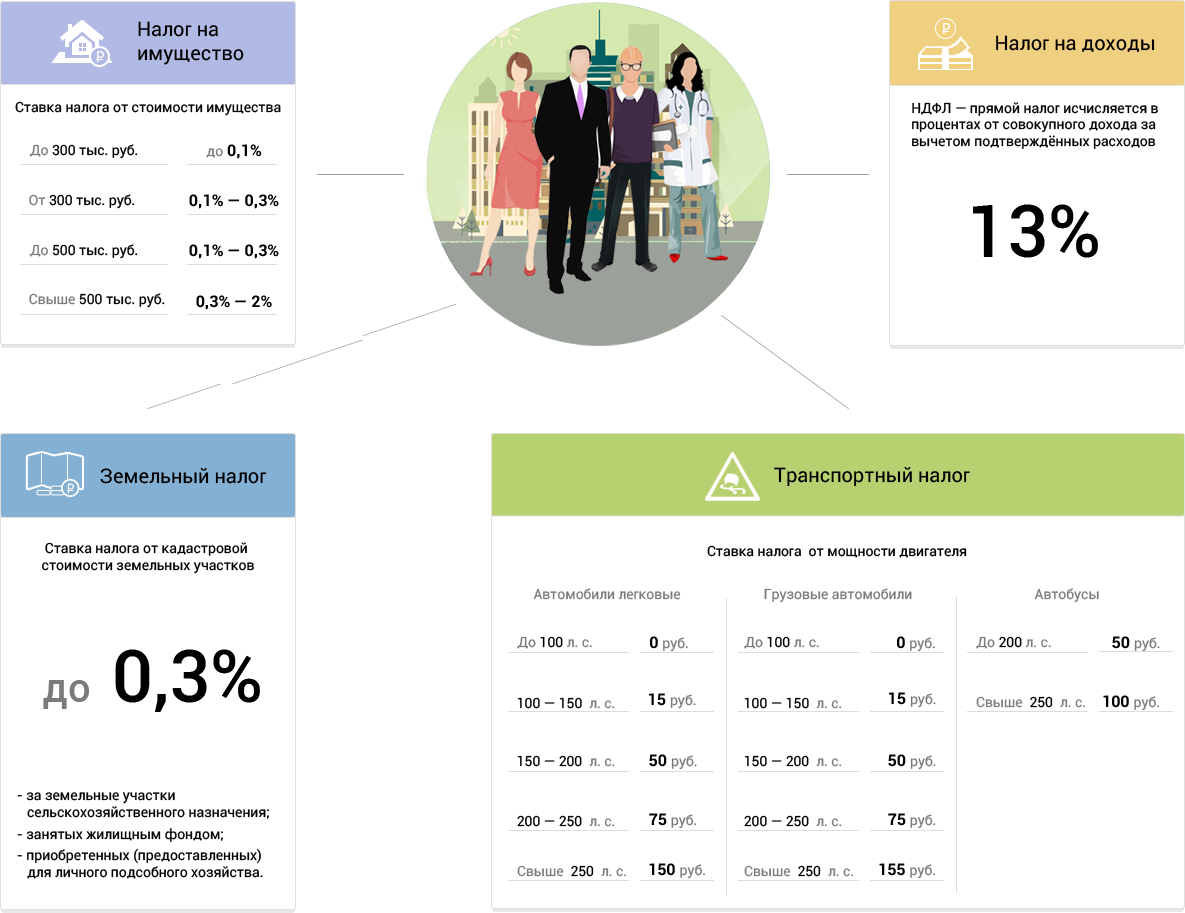 Налог на
имущество
Ставка налога от стоимости имущества
До 300 тыс. руб. до 0,1%
От 300 тыс. руб. 0,1% — 0,3%
До 500 тыс. руб. 0,1% — 0,3%
Свыше 500 тыс. руб. 0,3% — 2%
Налог на доходы
НДФЛ — прямой налог исчисляется в
процентах от совокупного дохода за
вычетом подтверждённых расходов
13%
Земельный налог
Ставка налога от кадастровой
стоимости земельных участков
до 0,3%
- за земельные участки
сельскохозяйственного назначения;
- занятых жилищным фондом;
- приобретенных (предоставленных)
для личного подсобного хозяйства.
Транспортный налог
Ставка налога от мощности двигателя
Автомобили легковые Грузовые автомобили Автобусы
До 100 л. с. 0 руб. До 100 л. с. 0 руб. До 200 л. с. 50 руб.
100 — 150 л. с. 15 руб. 100 — 150 л. с. 15 руб. Свыше 250 л. с. 100 руб.
150 — 200 л. с. 50 руб. 150 — 200 л. с. 50 руб.
200 — 250 л. с. 75 руб. 200 — 250 л. с. 75 руб.
Свыше 250 л. с. 150 руб. Свыше 250 л. с. 155 руб.